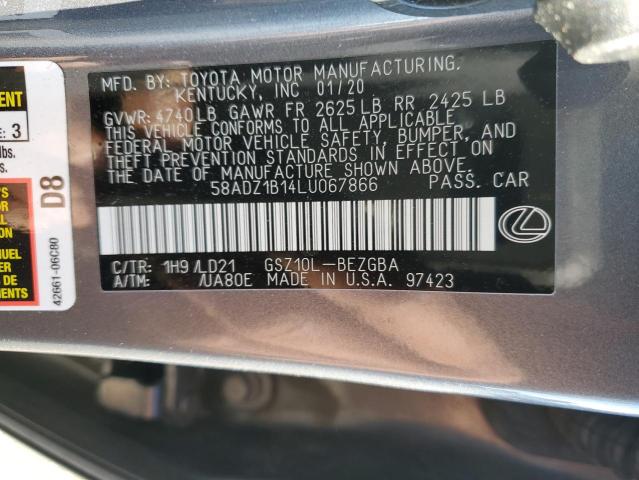 MFD. BY: TOYOTA MOTOR MANUFACTURING.
KENTUCKY, INC 01/20
GVWR: 4740LB GAWR FR 2625LB RR 2425 LB
THIS VEHICLE CONFORMS TO ALL APPLICABLE
FEDERAL MOTOR VEHICLE SAFETY, BUMPER, AND
THEFT PREVENTION STANDARDS IN EFFECT ON
THE DATE OF MANUFACTURE SHOWN ABOVE.
58ADZ1B14LU067866 PASS. CAR
C/TR: 1H9/LD21 GSZ10L-BEZGBA
A/TM: /UA80E MADE IN U.S.A. 97423
: 3
lbs.
D8
42661-06C80